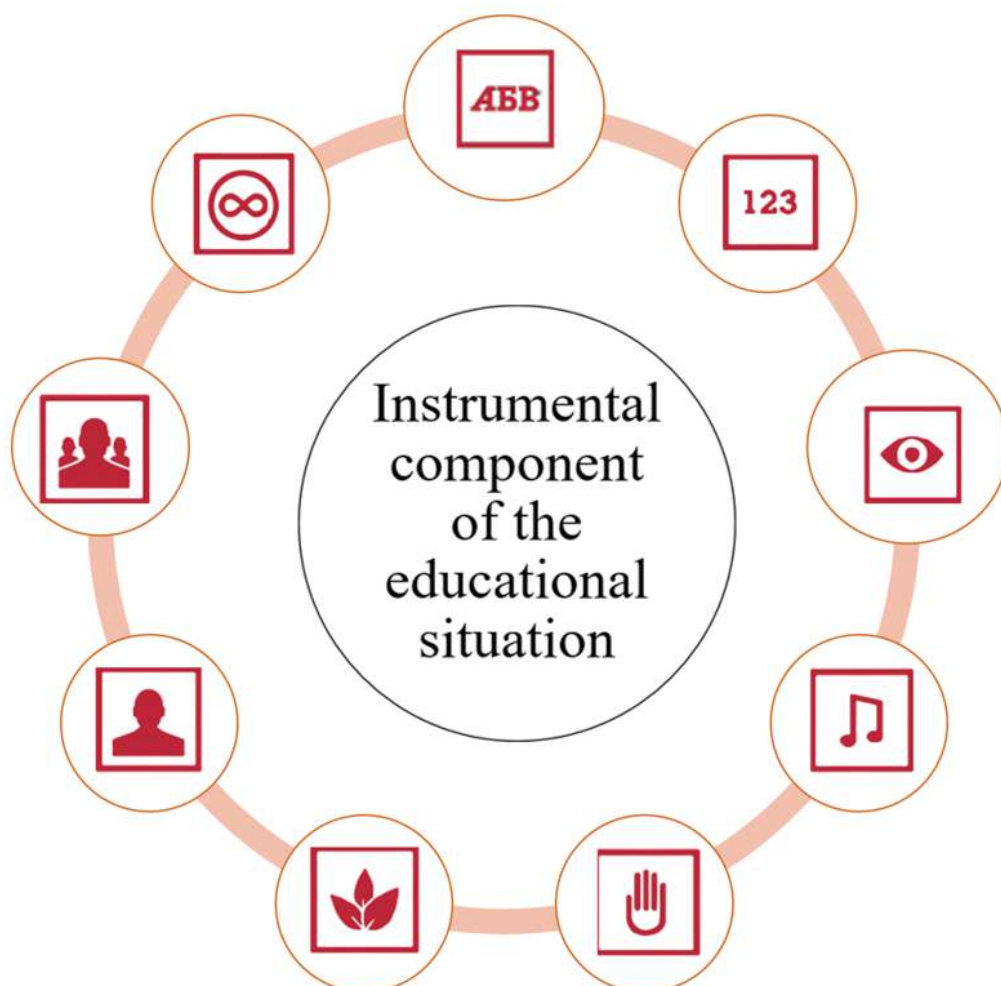 АБВ
123
Instrumental
component
of the
educational
situation